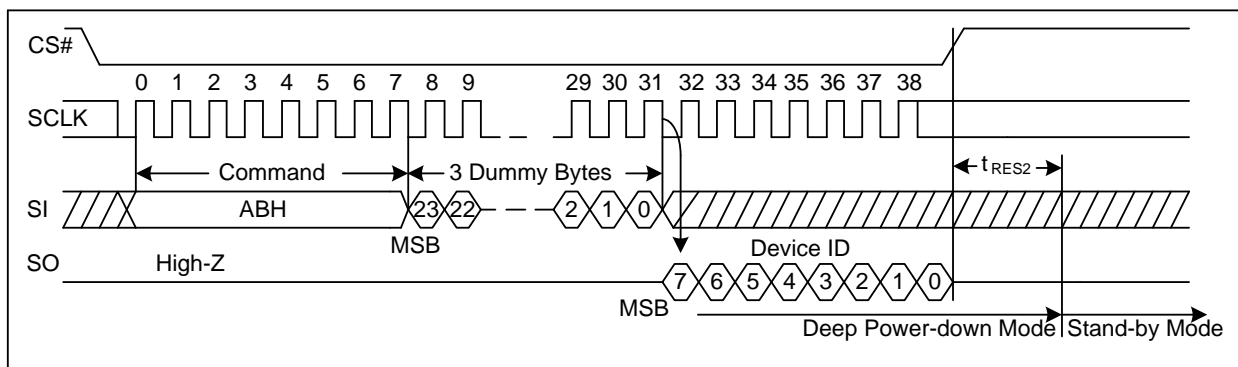 CS#
0 1 2 3 4 5 6 7 8 9 29 30 31 32 33 34 35 36 37 38
SCLK
Command 3 Dummy Bytes tRES2
SI ABH 23 22 2 1 0
MSB
SO High-Z Device ID
7 6 5 4 3 2 1 0
MSB
Deep Power-down Mode Stand-by Mode